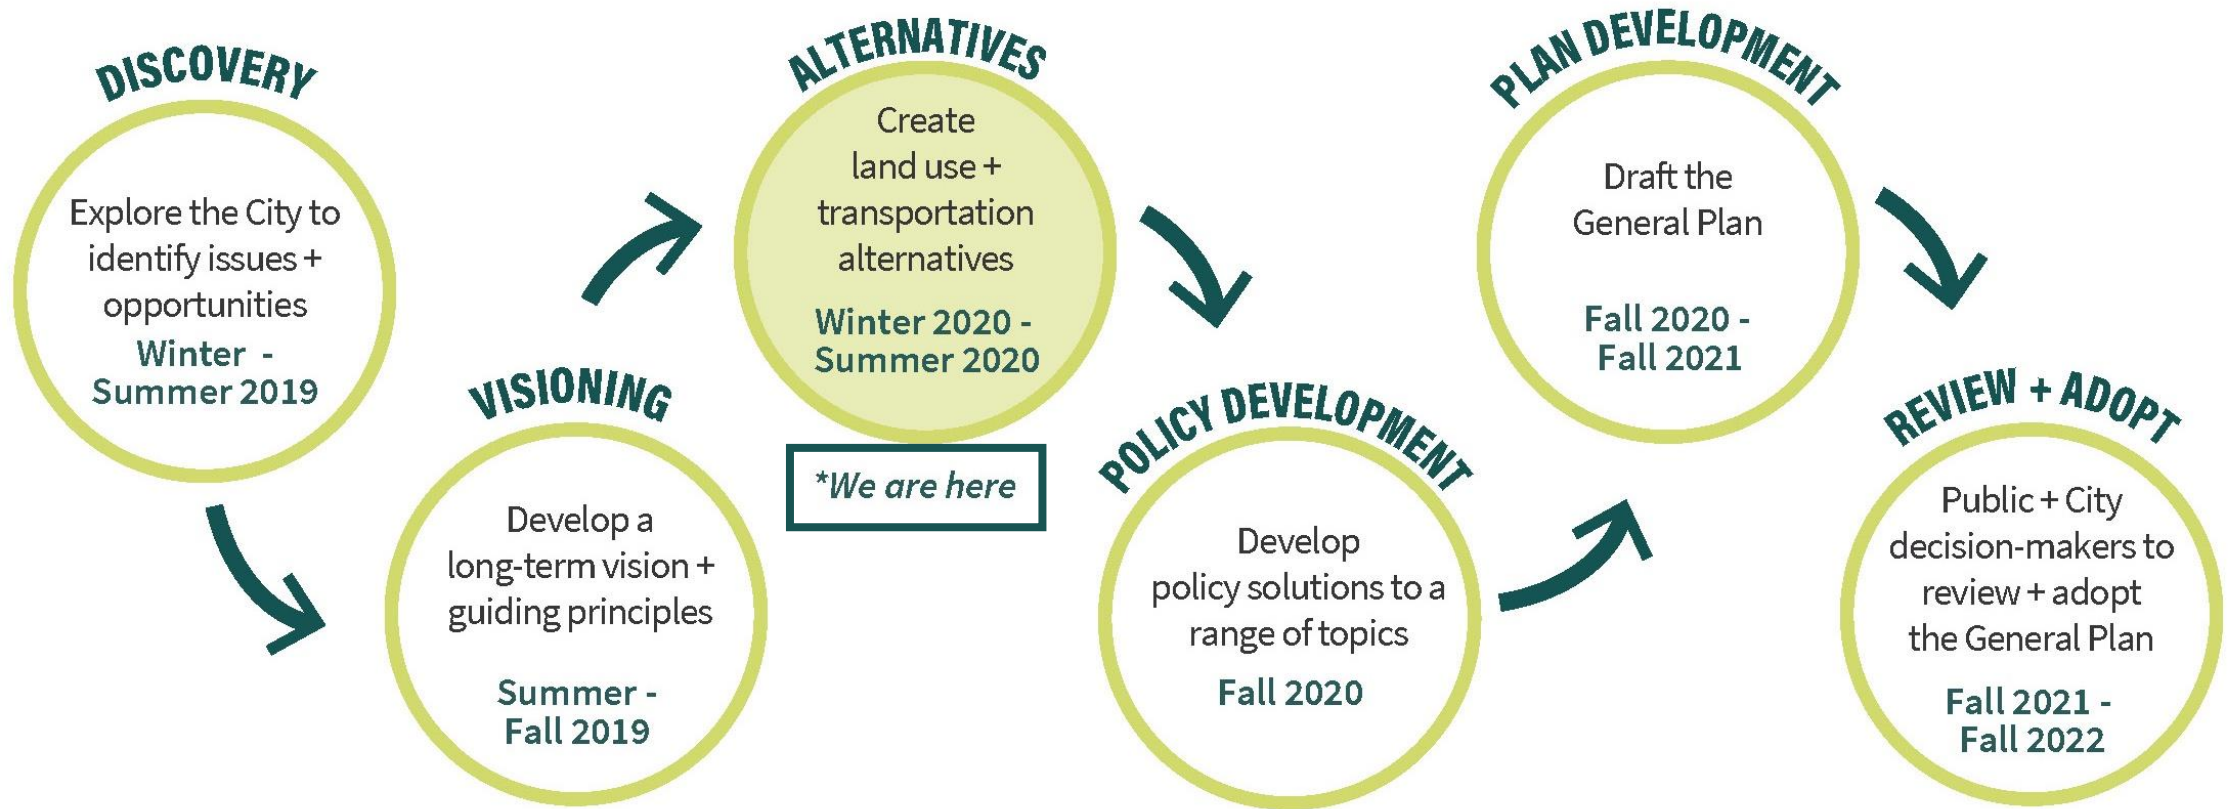 DISCOVERY
Explore the City to
identify issues +
opportunities
Winter -
Summer 2019
VISIONING
Develop a
long-term vision +
guiding principles
Summer -
Fall 2019
ALTERNATIVES
Create
land use +
transportation
alternatives
Winter 2020 -
Summer 2020
*We are here
POLICY DEVELOPMENT
Develop
policy solutions to a
range of topics
Fall 2020
PLAN DEVELOPMENT
Draft the
General Plan
Fall 2020 -
Fall 2021
REVIEW + ADOPT
Public + City
decision-makers to
review + adopt
the General Plan
Fall 2021 -
Fall 2022